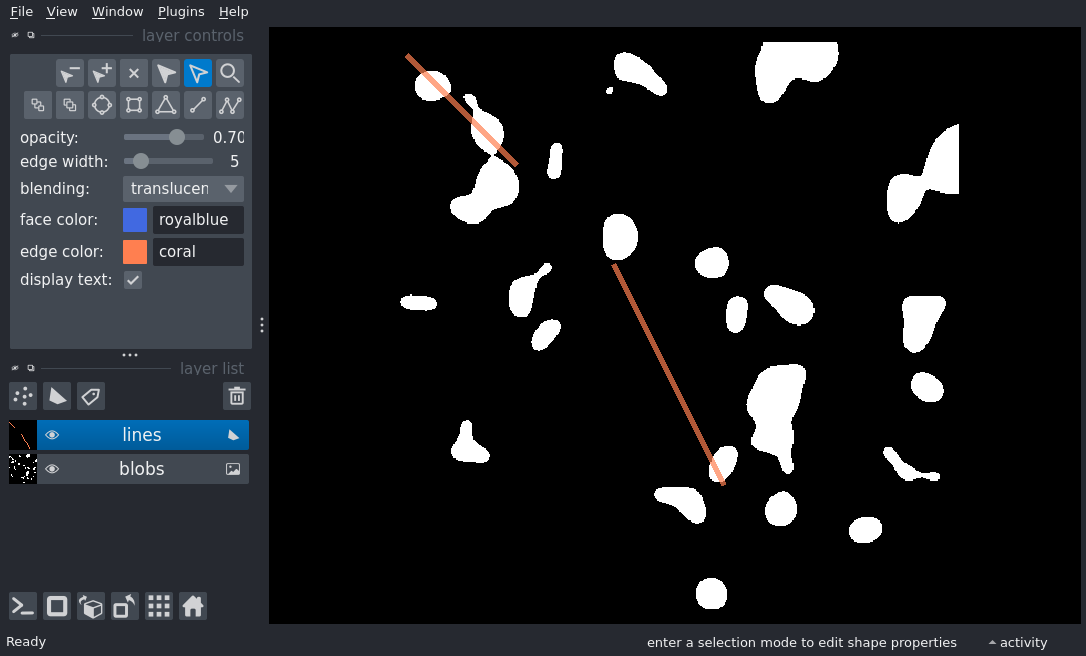 File View Window Plugins Help
layer controls
opacity: 0.70
edge width: 5
blending: translucen
face color: royalblue
edge color: coral
display text:
layer list
lines
blobs
Ready enter a selection mode to edit shape properties activity